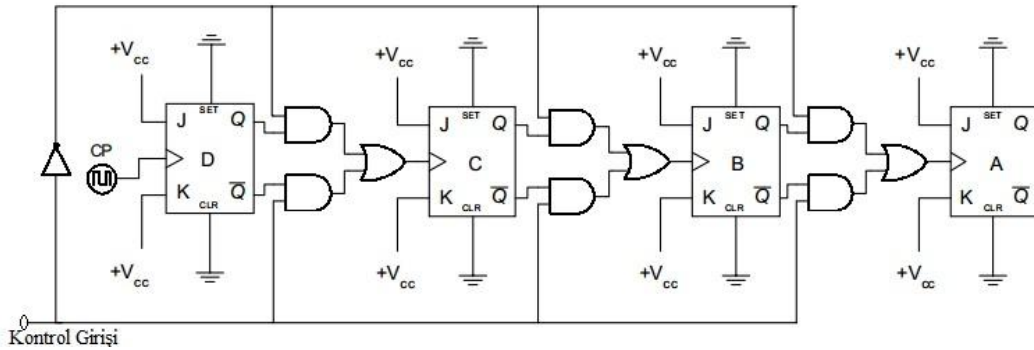 +Vcc +Vcc +Vcc +Vcc
CP
J SET Q
D
K CLR Q̅
J SET Q
C
K CLR Q̅
J SET Q
B
K CLR Q̅
J SET Q
A
K CLR Q̅
+Vcc +Vcc +Vcc +Vcc
0
Kontrol Girişi